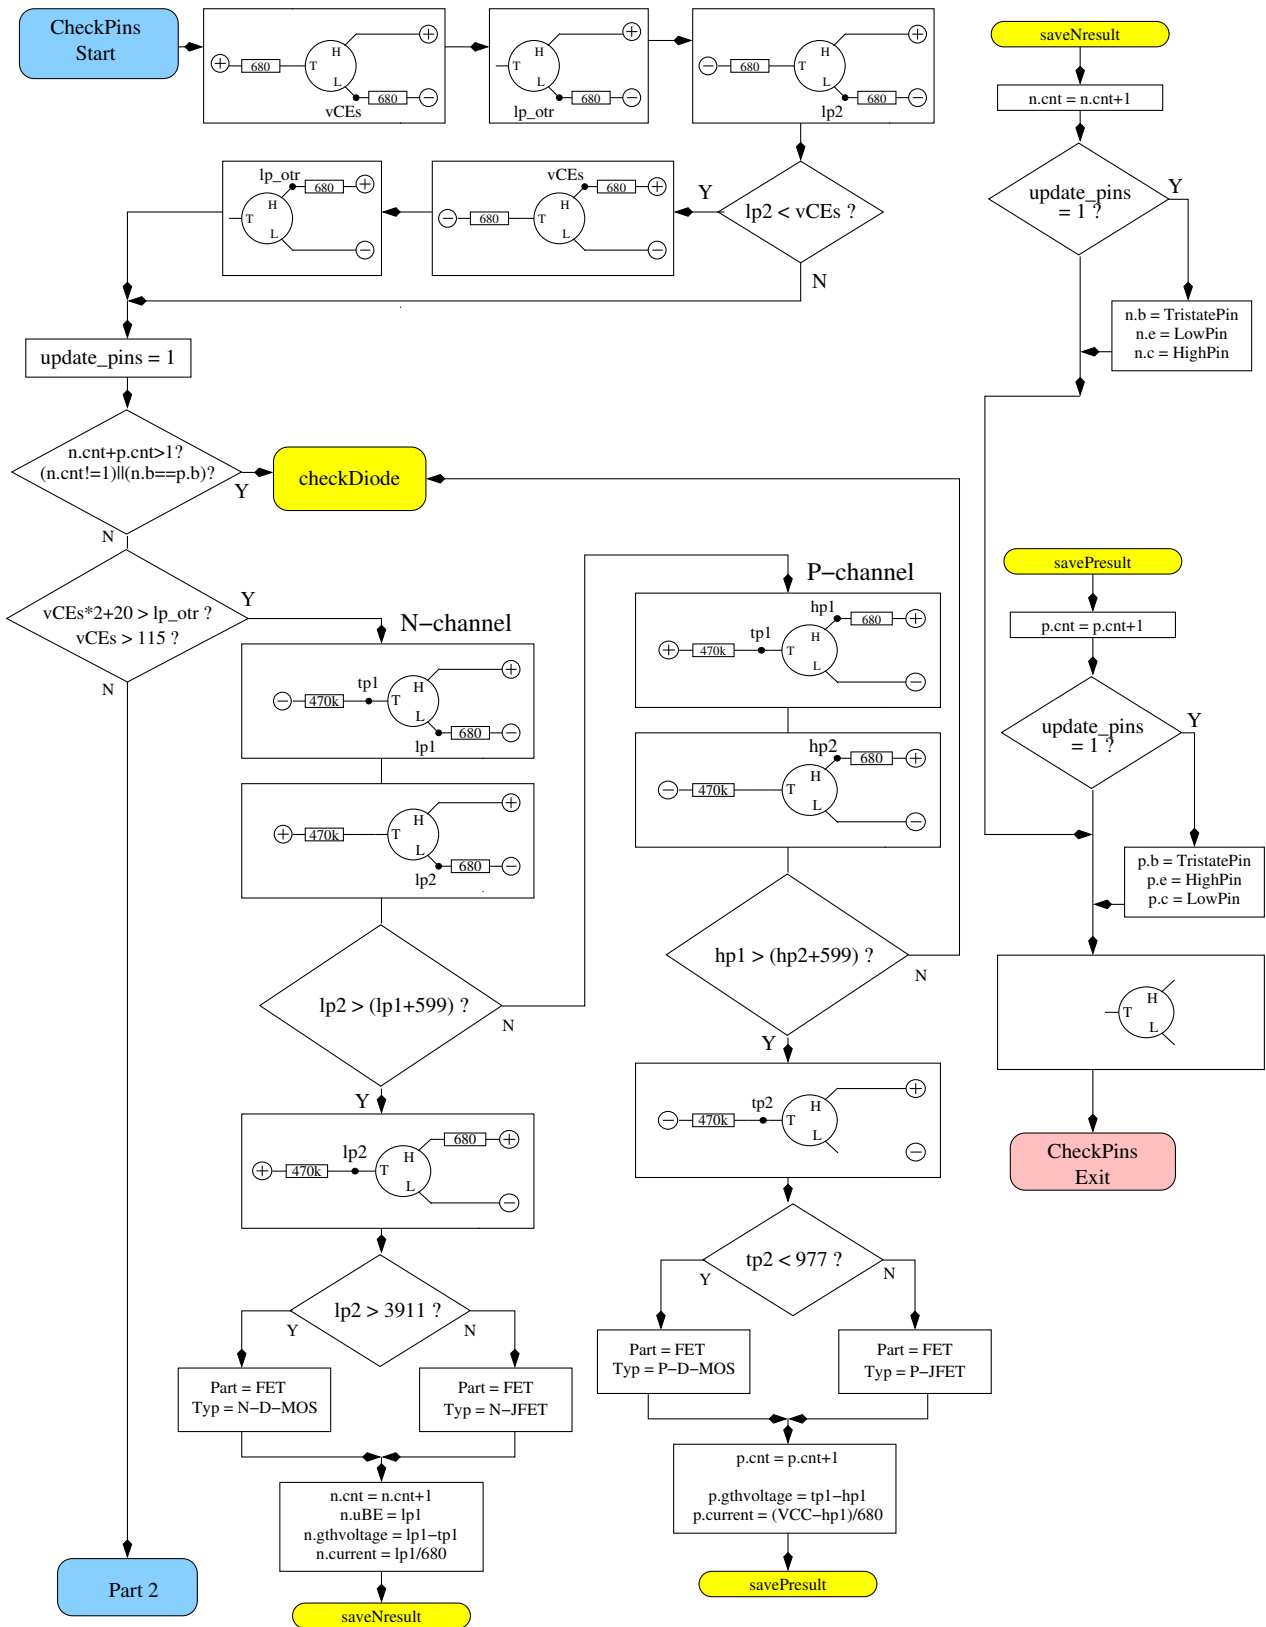 CheckPins
Start
+
680
T
H
L
vCEs
+
680
−
T
H
L
lp_otr
+
680
−
−
680
T
H
L
lp2
+
680
−
saveNresult
n.cnt = n.cnt+1
update_pins
= 1 ?
Y
n.b = TristatePin
n.e = LowPin
n.c = HighPin
lp_otr
680
+
T
H
L
−
vCEs
680
+
−
680
T
H
L
−
Y
lp2 < vCEs ?
N
update_pins = 1
n.cnt+p.cnt>1?
(n.cnt!=1)||(n.b==p.b)?
Y
N
checkDiode
vCEs*2+20 > lp_otr ?
vCEs > 115 ?
Y
N
N−channel
−
470k
tp1
T
H
L
lp1
+
680
−
+
470k
T
H
L
lp2
+
680
−
lp2 > (lp1+599) ?
N
Y
+
470k
lp2
T
H
L
680
+
−
lp2 > 3911 ?
Y
N
Part = FET
Typ = N−D−MOS
Part = FET
Typ = N−JFET
n.cnt = n.cnt+1
n.uBE = lp1
n.gthvoltage = lp1−tp1
n.current = lp1/680
saveNresult
Part 2
P−channel
+
470k
tp1
T
H
L
hp1
680
+
−
−
470k
T
H
L
hp2
680
+
−
hp1 > (hp2+599) ?
N
Y
−
470k
tp2
T
H
L
+
−
tp2 < 977 ?
Y
N
Part = FET
Typ = P−D−MOS
Part = FET
Typ = P−JFET
p.cnt = p.cnt+1
p.gthvoltage = tp1−hp1
p.current = (VCC−hp1)/680
savePresult
savePresult
p.cnt = p.cnt+1
update_pins
= 1 ?
Y
p.b = TristatePin
p.e = HighPin
p.c = LowPin
T
H
L
CheckPins
Exit